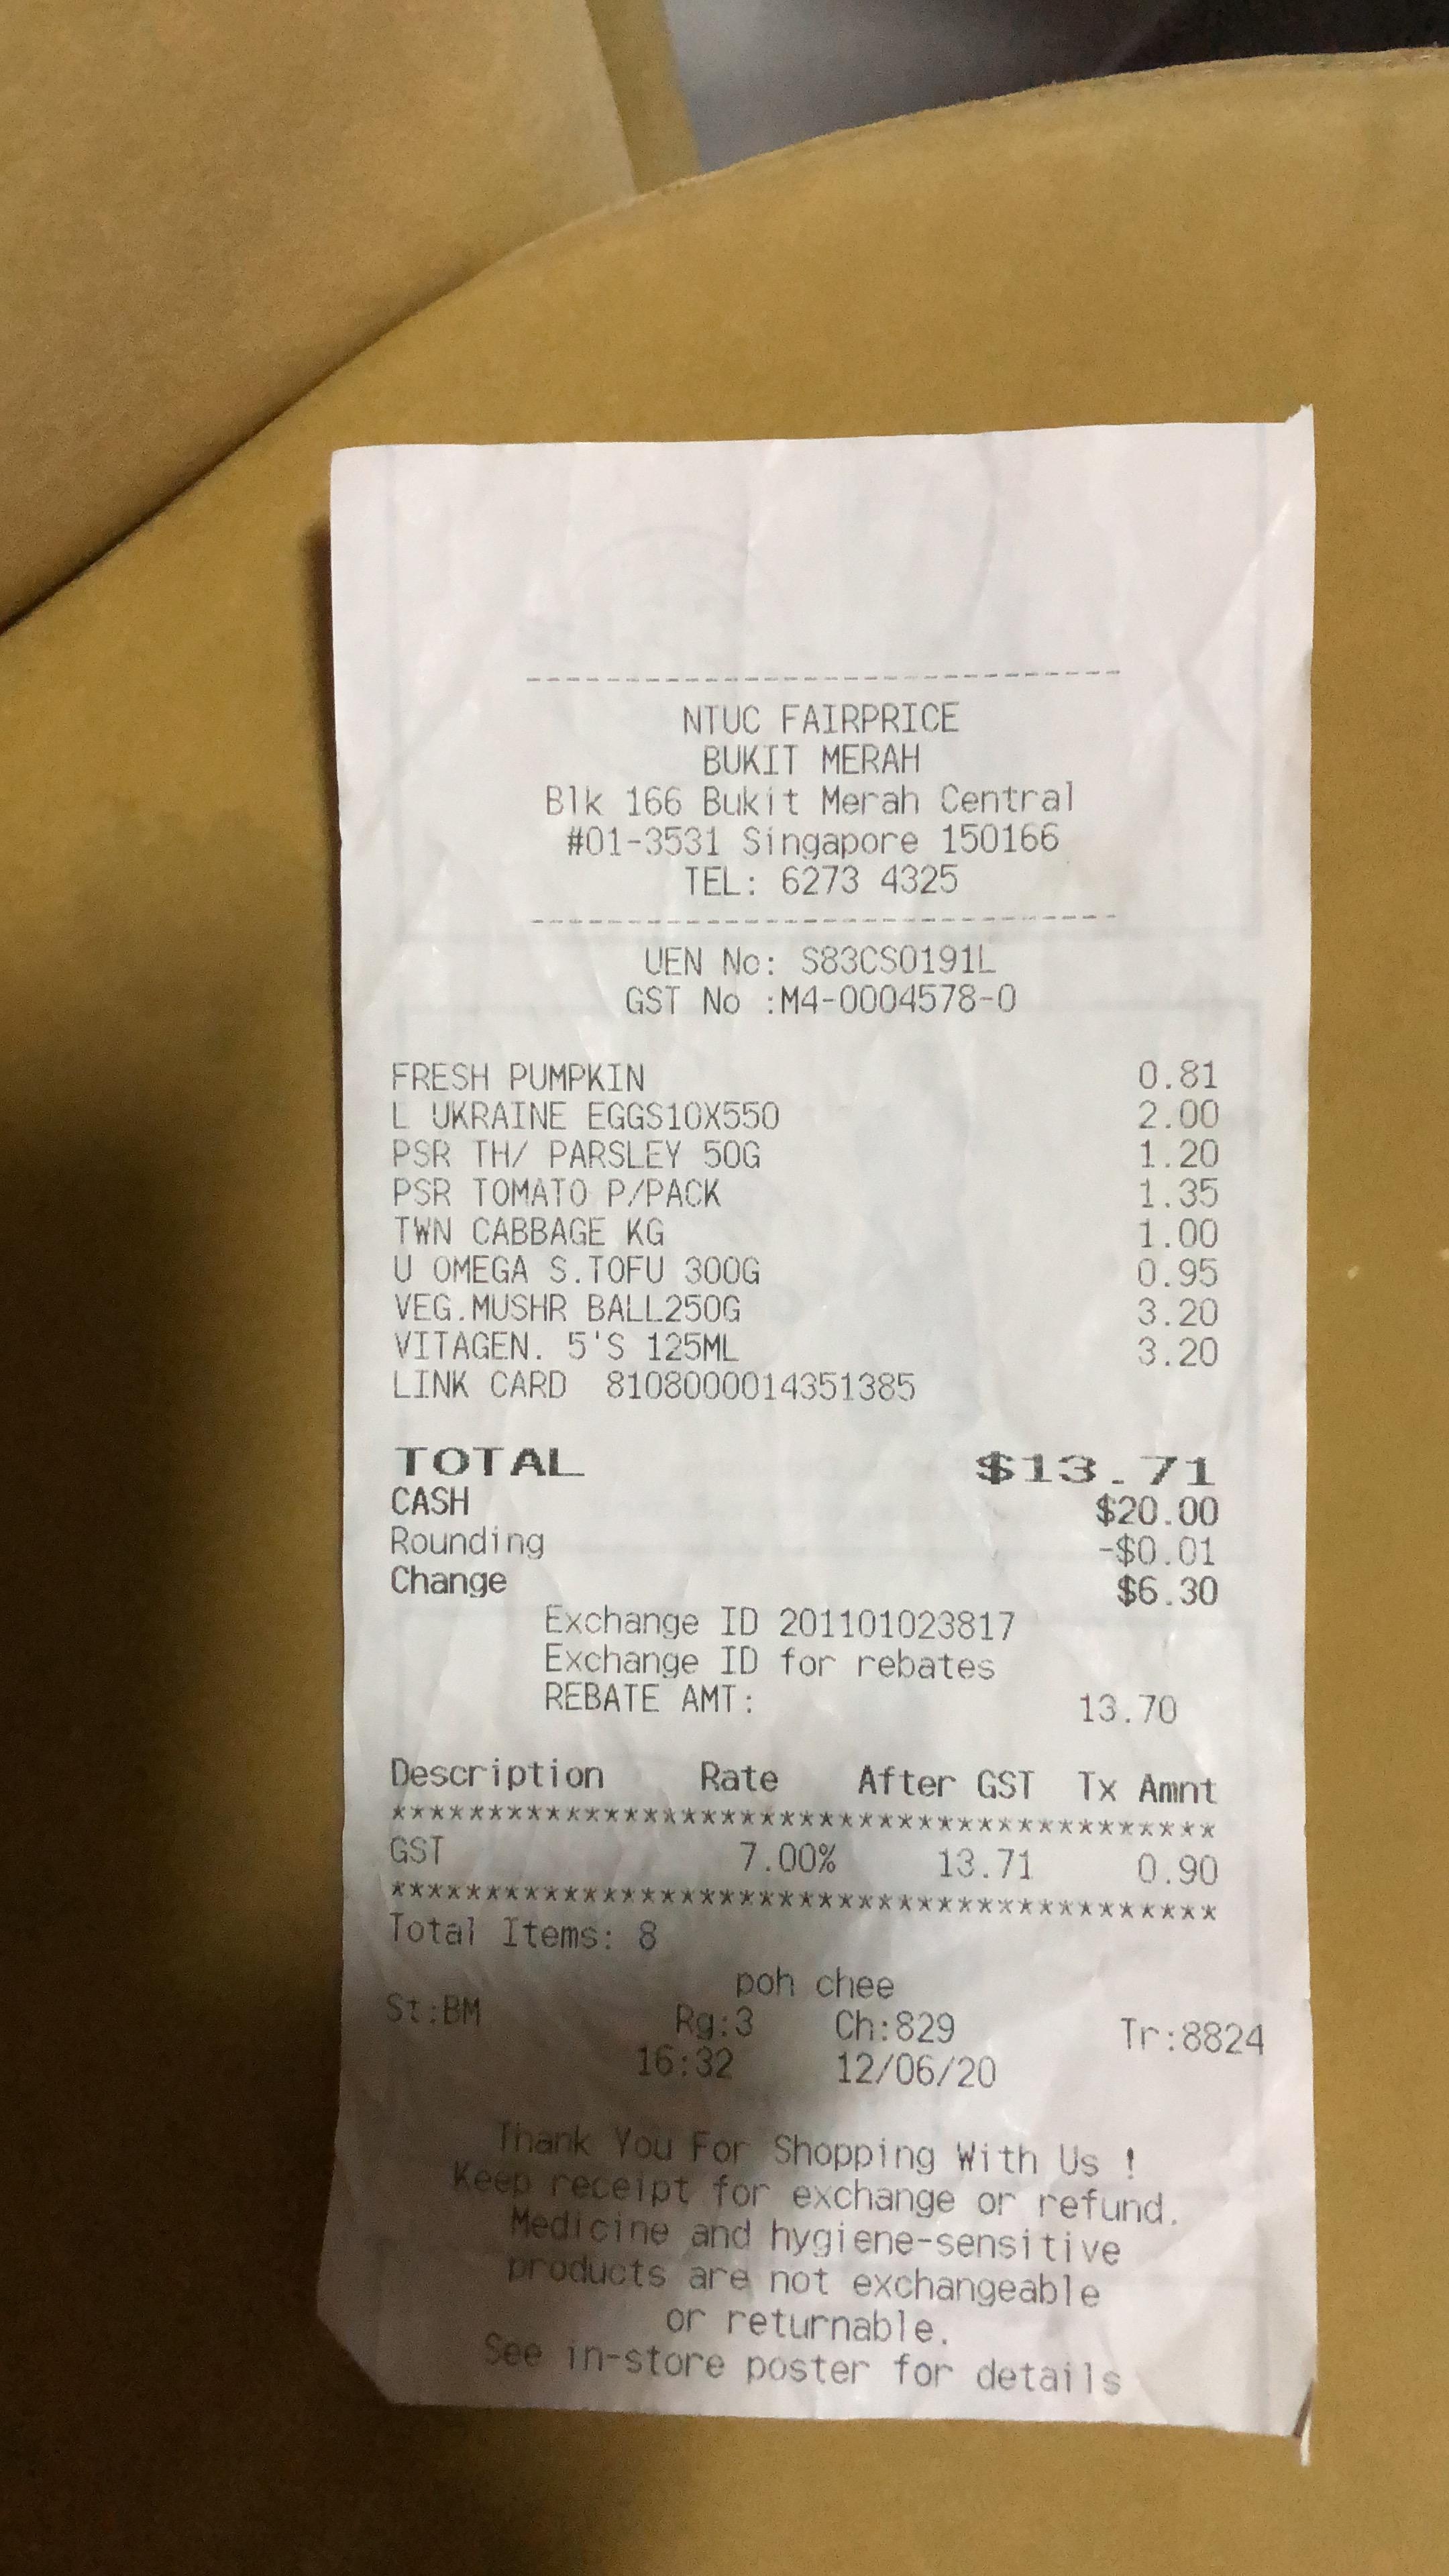 NTUC FAIRPRICE
BUKIT MERAH
Blk 166 Bukit Merah Central
#01-3531 Singapore 150166
TEL: 6273 4325
UEN No: S83CS0191L
GST No :M4-0004578-0
FRESH PUMPKIN 0.81
L UKRAINE EGGS10X550 2.00
PSR TH/ PARSLEY 50G 1.20
PSR TOMATO P/PACK 1.35
TWN CABBAGE KG 1.00
U OMEGA S.TOFU 300G 0.95
VEG.MUSHR BALL250G 3.20
VITAGEN. 5'S 125ML 3.20
LINK CARD 8108000014351385
TOTAL $13.71
CASH $20.00
Rounding -$0.01
Change $6.30
Exchange ID 201101023817
Exchange ID for rebates
REBATE AMT: 13.70
Description Rate After GST Tx Amnt
******************************************
GST 7.00% 13.71 0.90
******************************************
Total Items: 8
poh chee
St:BM Rg:3 Ch:829 Tr:8824
16:32 12/06/20
Thank You For Shopping With Us !
Keep receipt for exchange or refund.
Medicine and hygiene-sensitive
products are not exchangeable
or returnable.
See in-store poster for details